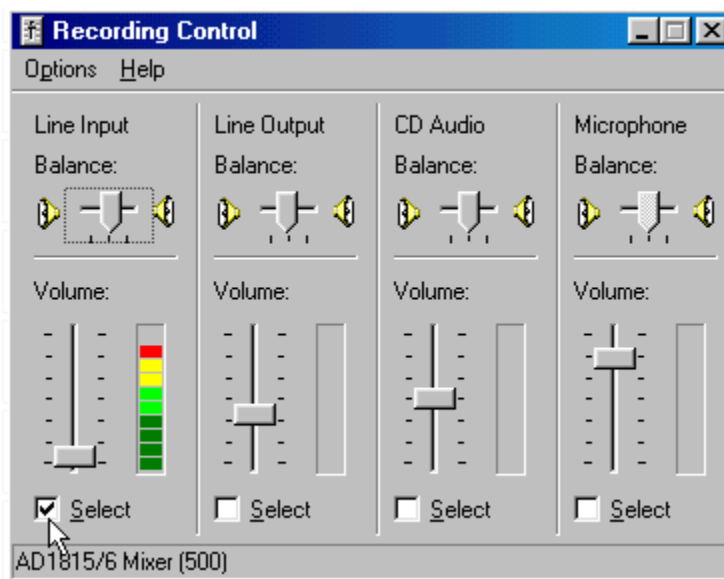 Recording Control
Options Help
Line Input
Balance:
Volume:
Select
Line Output
Balance:
Volume:
Select
CD Audio
Balance:
Volume:
Select
Microphone
Balance:
Volume:
Select
AD1815/6 Mixer (500)